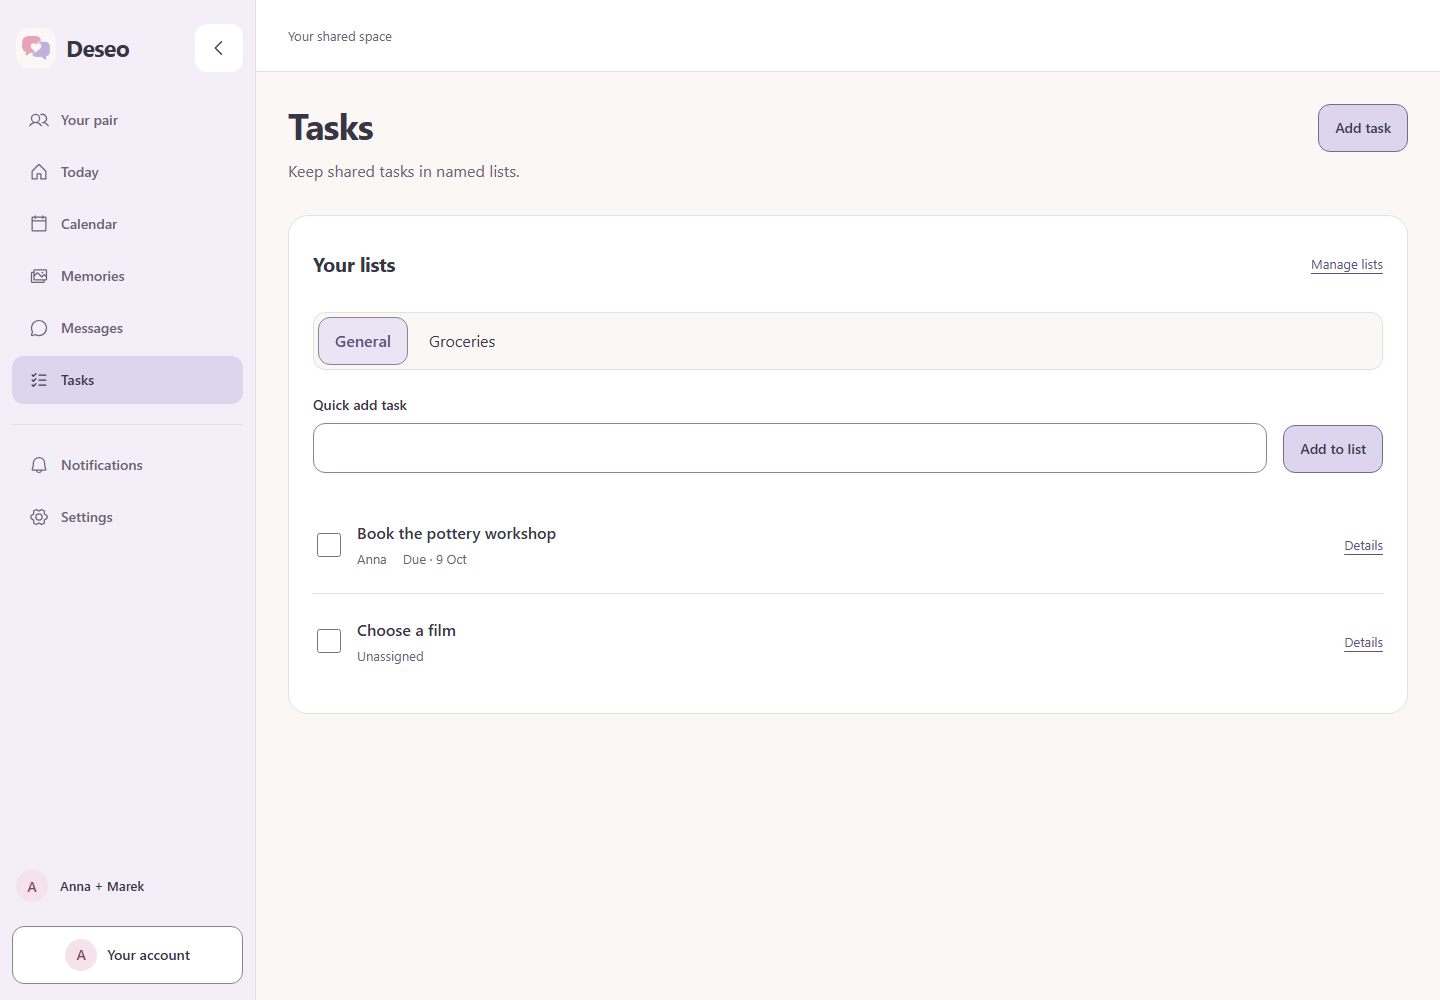 Deseo
Your pair
Today
Calendar
Memories
Messages
Tasks
Notifications
Settings
A
Anna + Marek
A
Your account
Your shared space
Tasks
Add task
Keep shared tasks in named lists.
Your lists
Manage lists
General
Groceries
Quick add task
Add to list
Book the pottery workshop
Anna Due · 9 Oct
Details
Choose a film
Unassigned
Details